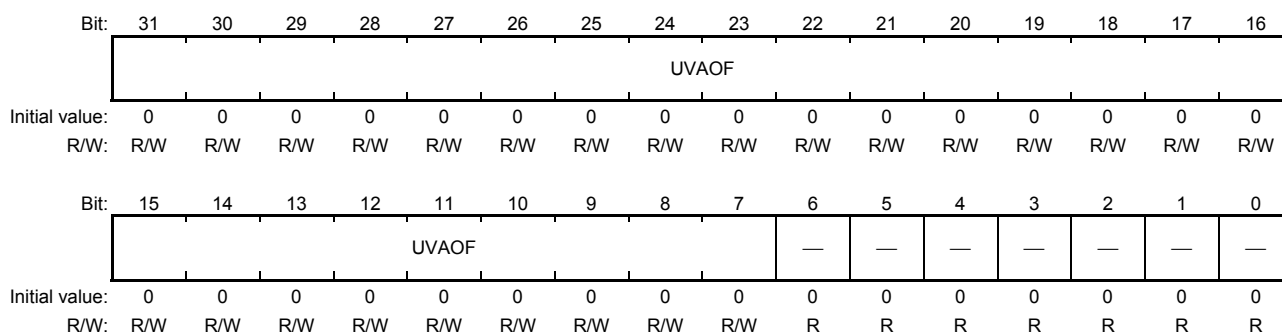 Bit: 31 30 29 28 27 26 25 24 23 22 21 20 19 18 17 16
UVAOF
Initial value: 0 0 0 0 0 0 0 0 0 0 0 0 0 0 0 0
R/W: R/W R/W R/W R/W R/W R/W R/W R/W R/W R/W R/W R/W R/W R/W R/W R/W
Bit: 15 14 13 12 11 10 9 8 7 6 5 4 3 2 1 0
UVAOF — — — — — — —
Initial value: 0 0 0 0 0 0 0 0 0 0 0 0 0 0 0 0
R/W: R/W R/W R/W R/W R/W R/W R/W R/W R/W R R R R R R R